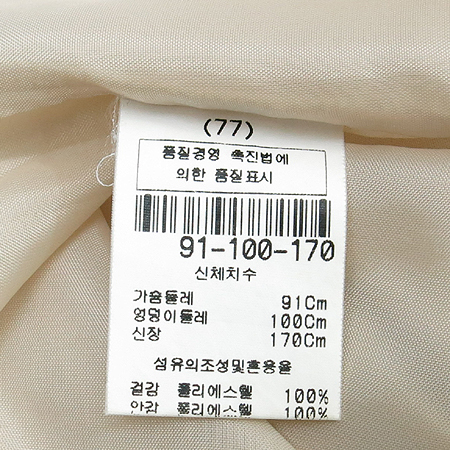 (77)
품질경영 촉진법에
의한 품질표시
91-100-170
신체치수
가슴둘레 91Cm
엉덩이둘레 100Cm
신장 170Cm
섬유의조성및혼용율
겉감 폴리에스텔 100%
안감 폴리에스텔 100%